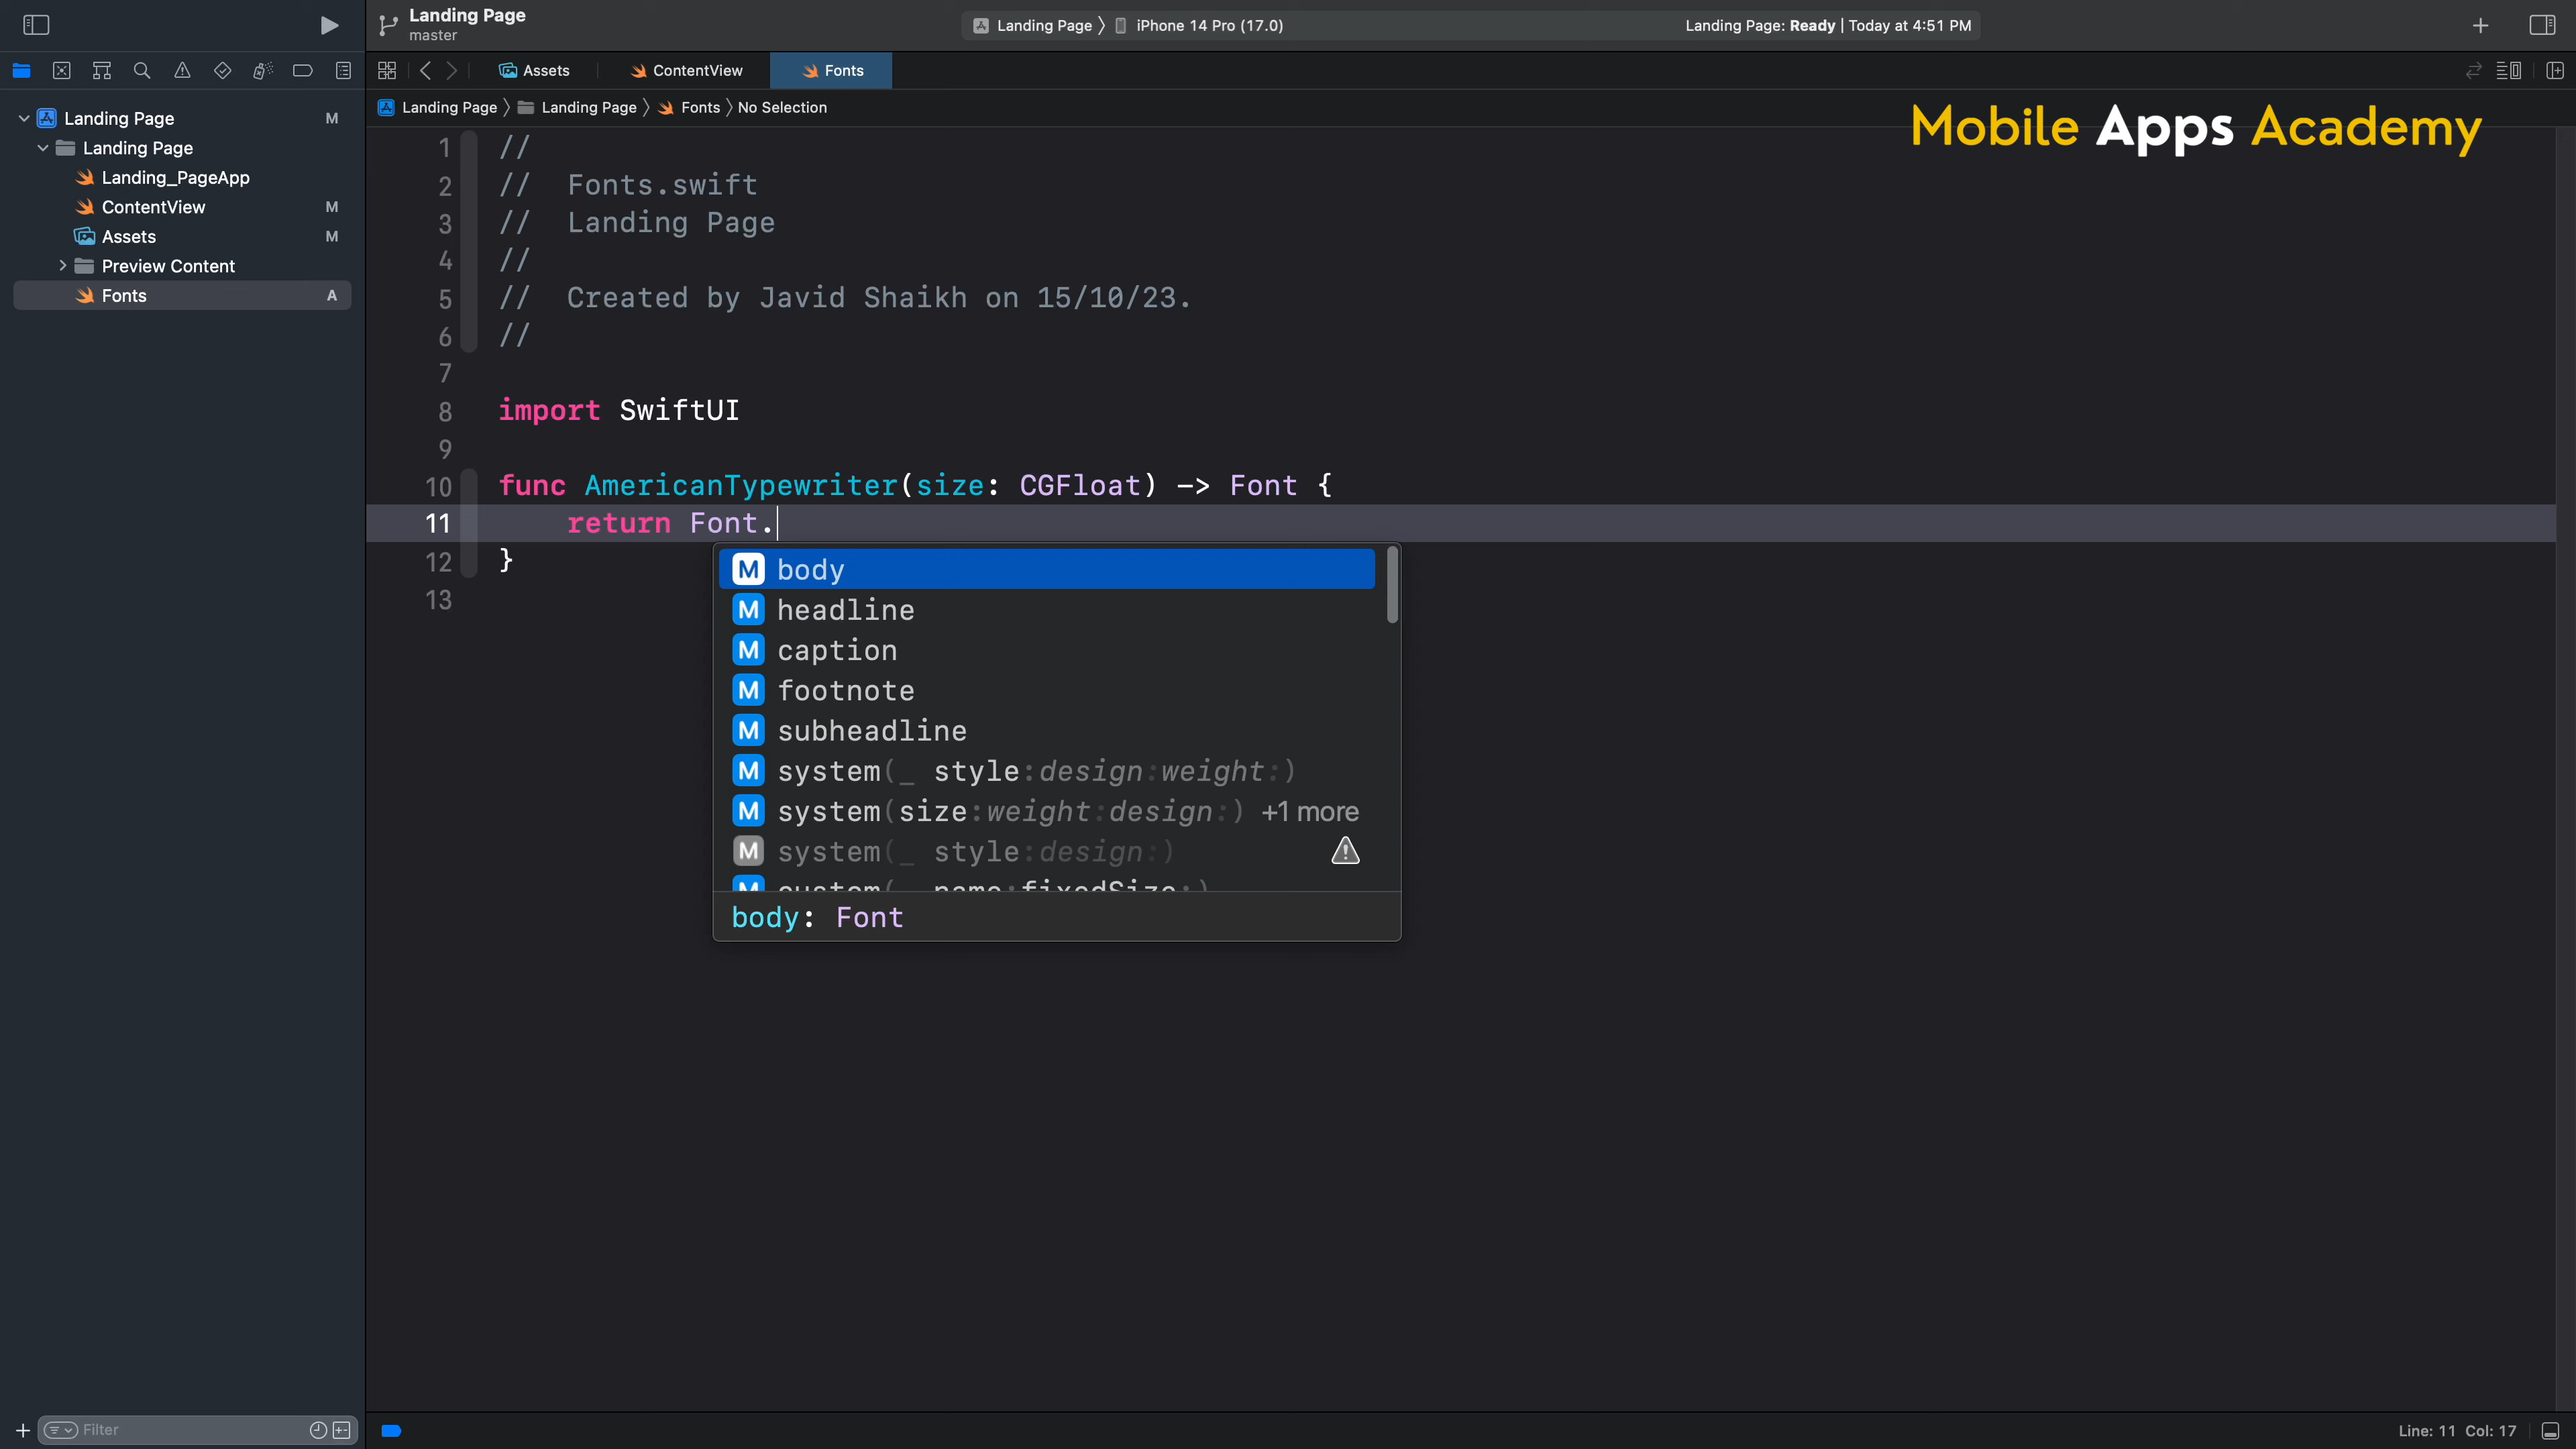 Landing Page
master
Landing Page 〉 iPhone 14 Pro (17.0)
Landing Page: Ready | Today at 4:51 PM
Assets
ContentView
Fonts
Landing Page 〉 Landing Page 〉 Fonts 〉 No Selection
Mobile Apps Academy
Landing Page M
Landing Page
Landing_PageApp
ContentView M
Assets M
Preview Content
Fonts A
1 //
2 //  Fonts.swift
3 //  Landing Page
4 //
5 //  Created by Javid Shaikh on 15/10/23.
6 //
7
8 import SwiftUI
9
10 func AmericanTypewriter(size: CGFloat) -> Font {
11     return Font.
12 }
13
M body
M headline
M caption
M footnote
M subheadline
M system(_ style:design:weight:)
M system(size:weight:design:) +1 more
M system(_ style:design:)
M custom(_ name:fixedSize:)
body: Font
Filter
Line: 11 Col: 17